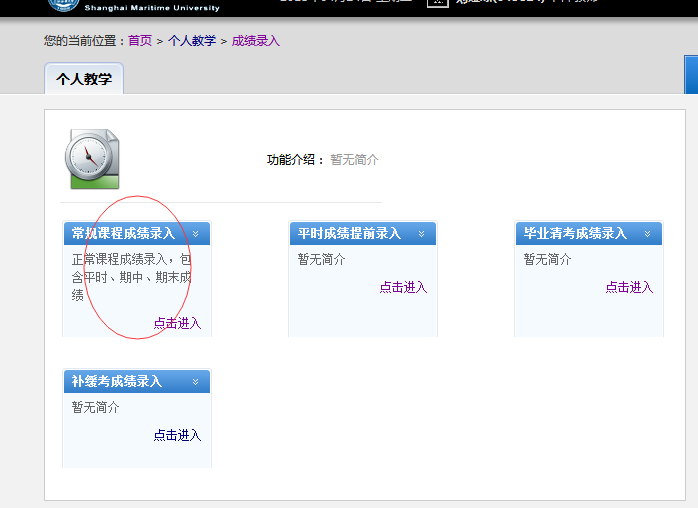 Shanghai Maritime University
您的当前位置：首页 > 个人教学 > 成绩录入
个人教学
功能介绍： 暂无简介
常规课程成绩录入
正常课程成绩录入，包
含平时、期中、期末成
绩
点击进入
平时成绩提前录入
暂无简介
点击进入
毕业清考成绩录入
暂无简介
点击进入
补缓考成绩录入
暂无简介
点击进入